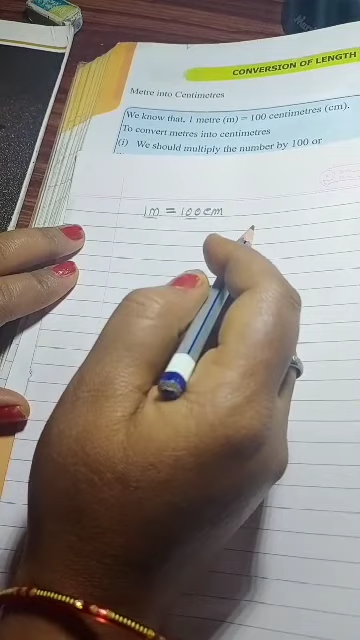 CONVERSION OF LENGTH
Metre into Centimetres
We know that, 1 metre (m) = 100 centimetres (cm).
To convert metres into centimetres
(i) We should multiply the number by 100 or
1m = 100cm